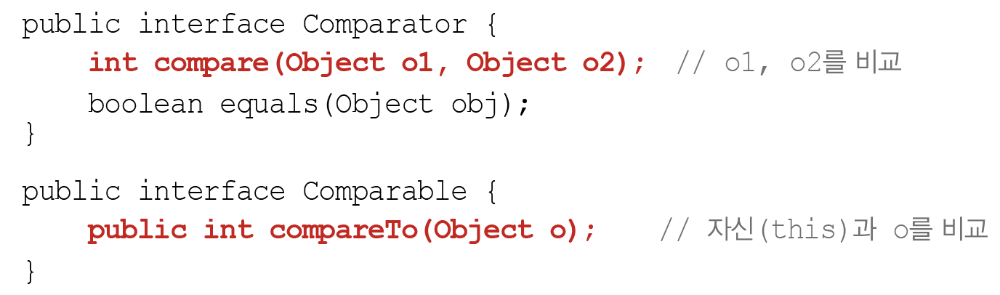 public interface Comparator {
    int compare(Object o1, Object o2);  // o1, o2를 비교
    boolean equals(Object obj);
}
public interface Comparable {
    public int compareTo(Object o);    // 자신(this)과 o를 비교
}